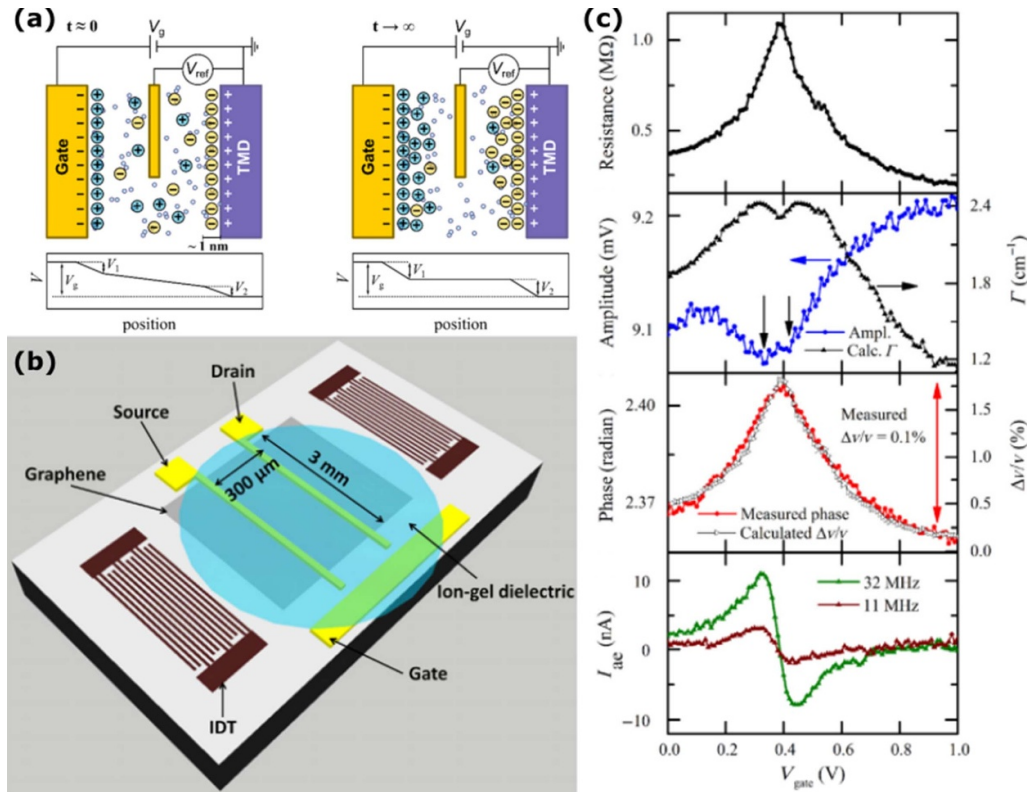 (a)
t ≈ 0
V_g
V_ref
Gate
TMD
~ 1 nm
V
V_g
V_1
V_2
position
t → ∞
V_g
V_ref
Gate
TMD
V
V_g
V_1
V_2
position
(b)
Drain
Source
Graphene
300 μm
3 mm
Ion-gel dielectric
Gate
IDT
(c)
Resistance (MΩ)
1.0
0.5
Amplitude (mV)
9.2
9.1
Ampl.
Calc. Γ
2.4
1.8
1.2
Γ (cm⁻¹)
Phase (radian)
2.40
2.37
Measured
Δv/v = 0.1%
Measured phase
Calculated Δv/v
1.5
1.0
0.5
0.0
Δv/v (%)
I_ae (nA)
10
0
−10
32 MHz
11 MHz
0.0 0.2 0.4 0.6 0.8 1.0
V_gate (V)